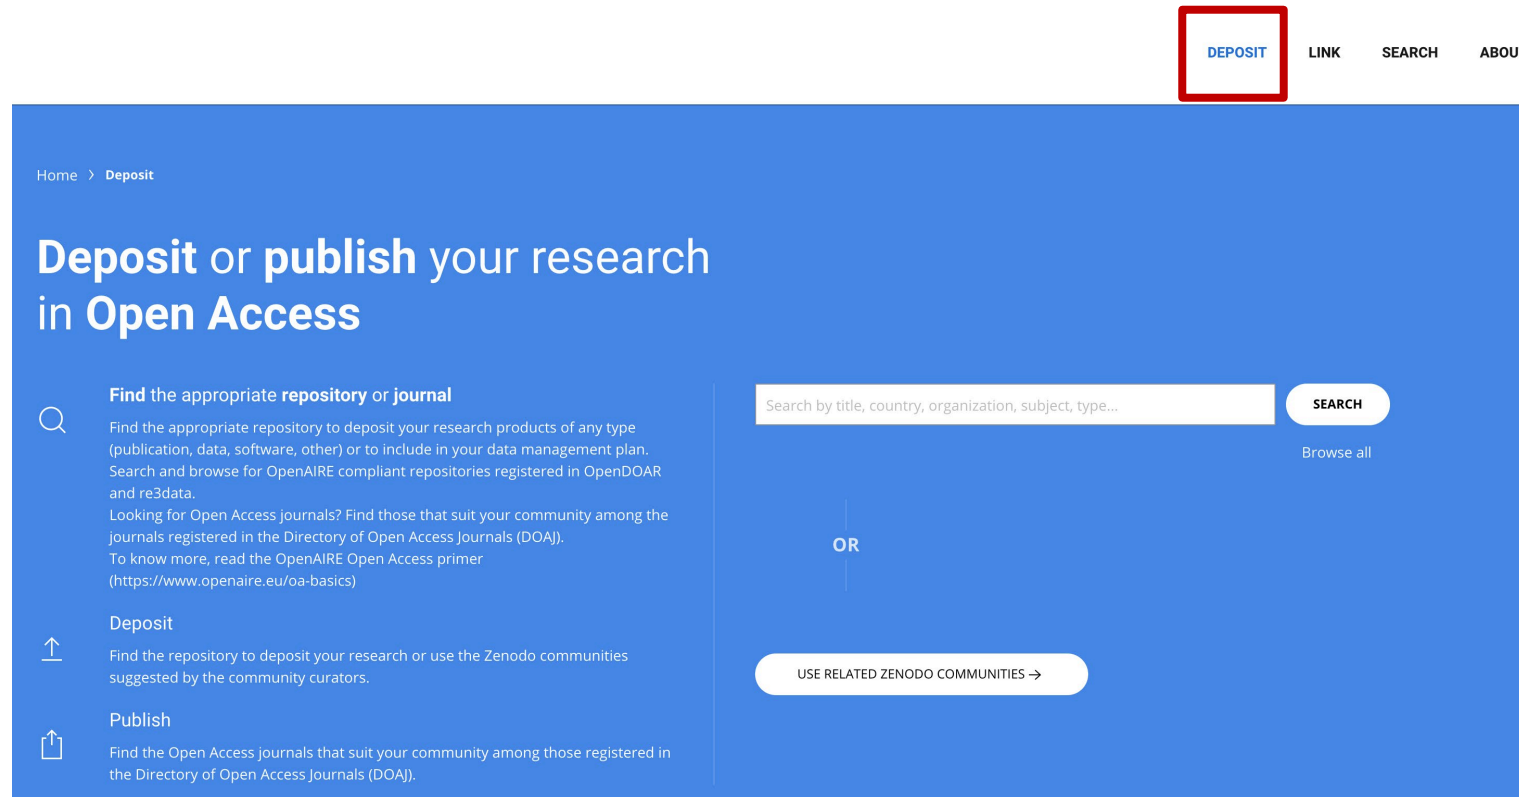 DEPOSIT LINK SEARCH ABOU
Home > Deposit
Deposit or publish your research
in Open Access
Find the appropriate repository or journal
Find the appropriate repository to deposit your research products of any type
(publication, data, software, other) or to include in your data management plan.
Search and browse for OpenAIRE compliant repositories registered in OpenDOAR
and re3data.
Looking for Open Access journals? Find those that suit your community among the
journals registered in the Directory of Open Access Journals (DOAJ).
To know more, read the OpenAIRE Open Access primer
(https://www.openaire.eu/oa-basics)
Deposit
Find the repository to deposit your research or use the Zenodo communities
suggested by the community curators.
Publish
Find the Open Access journals that suit your community among those registered in
the Directory of Open Access Journals (DOAJ).
Search by title, country, organization, subject, type...
SEARCH
Browse all
OR
USE RELATED ZENODO COMMUNITIES →